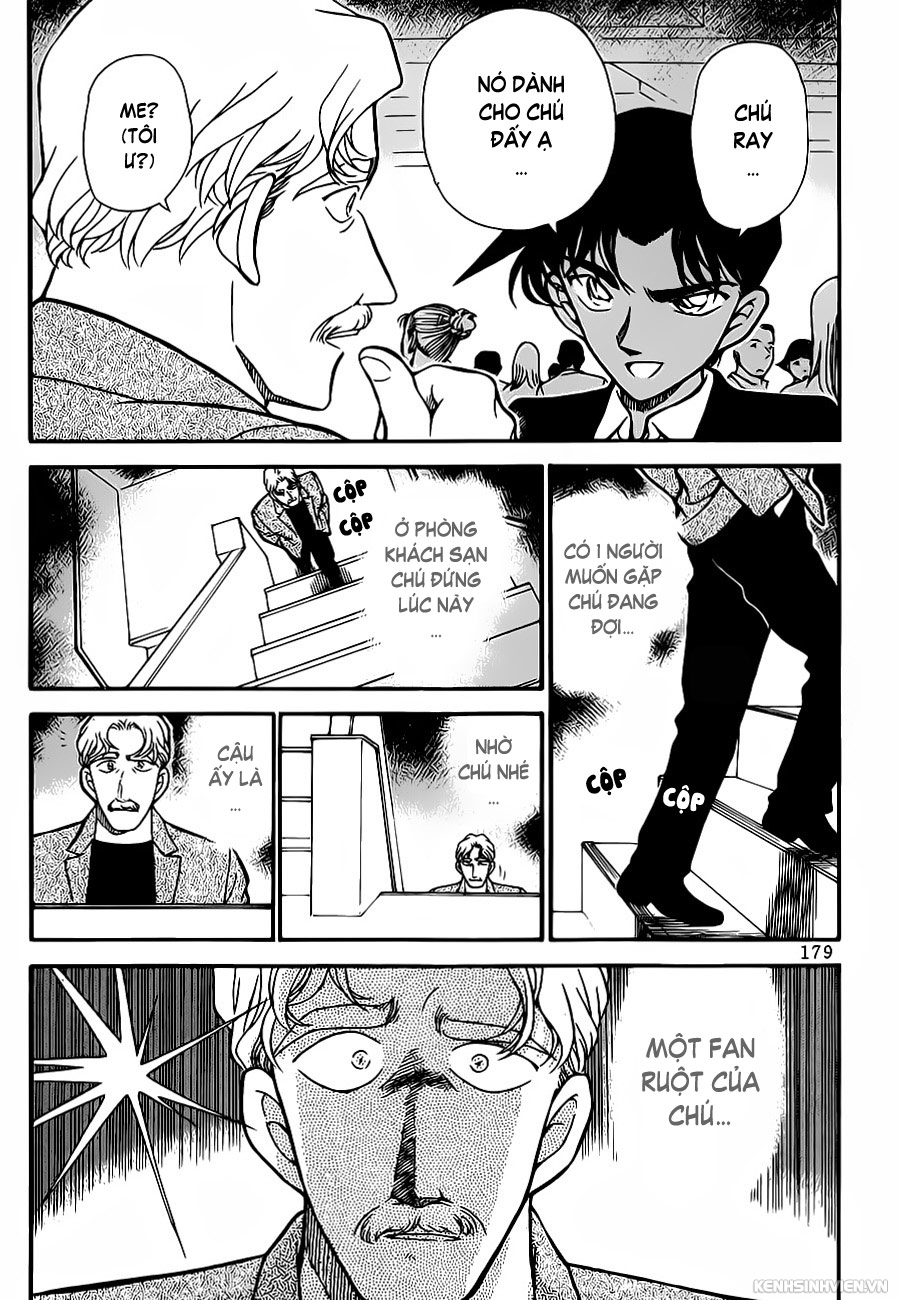 CHÚ
RAY
...
NÓ DÀNH
CHO CHÚ
ĐẤY Ạ
...
ME?
(TÔI
Ư?)
CÓ 1 NGƯỜI
MUỐN GẶP
CHÚ ĐANG
ĐỢI...
CỘP
CỘP
Ở PHÒNG
KHÁCH SẠN
CHÚ ĐỨNG
LÚC NÀY
...
CỘP
CỘP
NHỜ
CHÚ NHÉ
...
CẬU
ẤY LÀ
...
179
MỘT FAN
RUỘT CỦA
CHÚ...
KENHSINHVIEN.VN